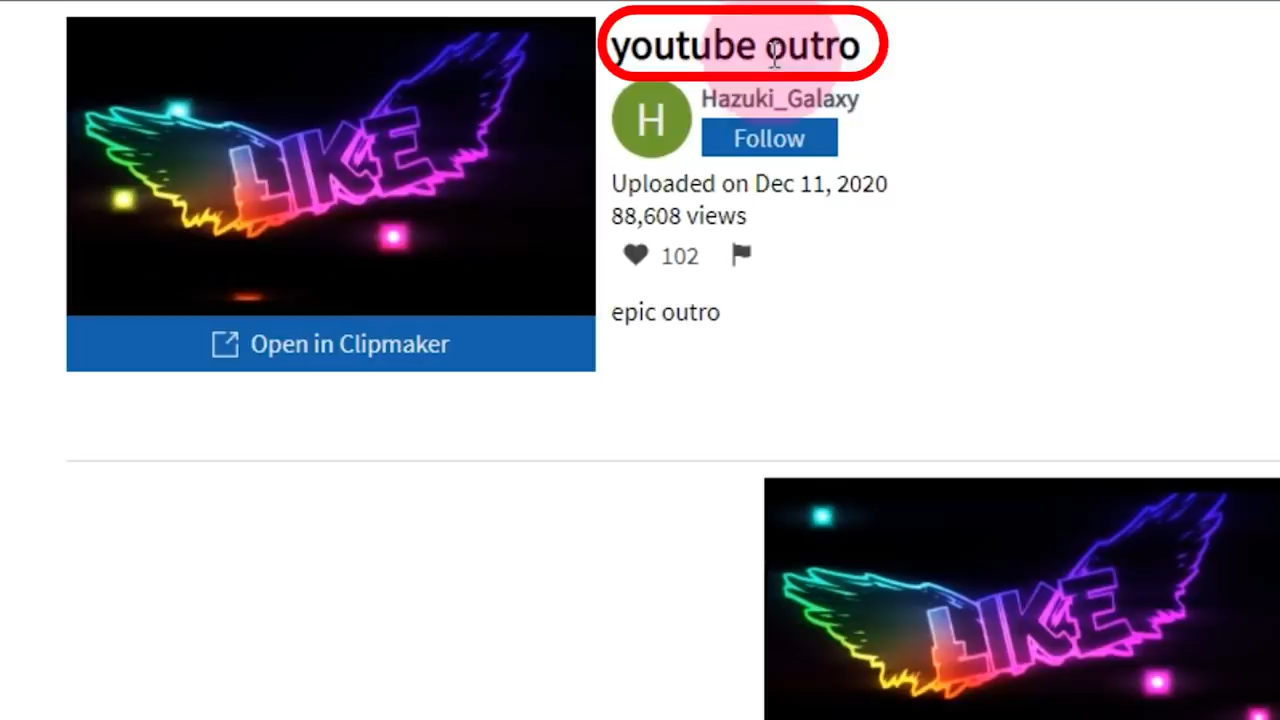 LIKE
Open in Clipmaker
youtube outro
H
Hazuki_Galaxy
Follow
Uploaded on Dec 11, 2020
88,608 views
102
epic outro
LIKE